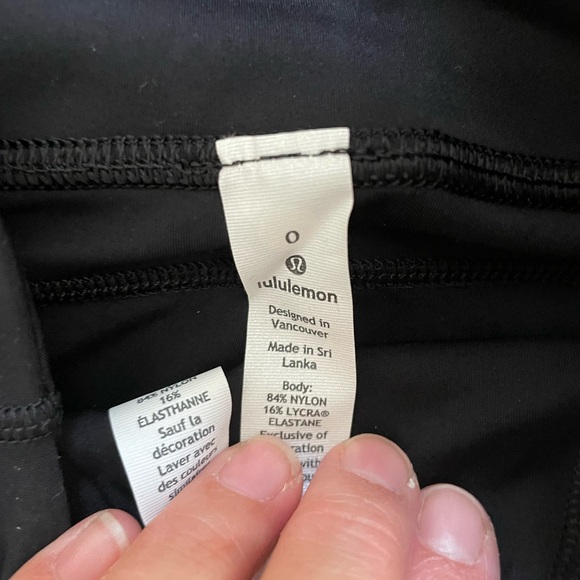 0
lululemon
Designed in
Vancouver
Made in Sri
Lanka
Body:
84% NYLON
16% LYCRA®
ELASTANE
Exclusive of
84% NYLON
16%
ÉLASTHANNE
Sauf la
décoration
Laver avec
des couleurs